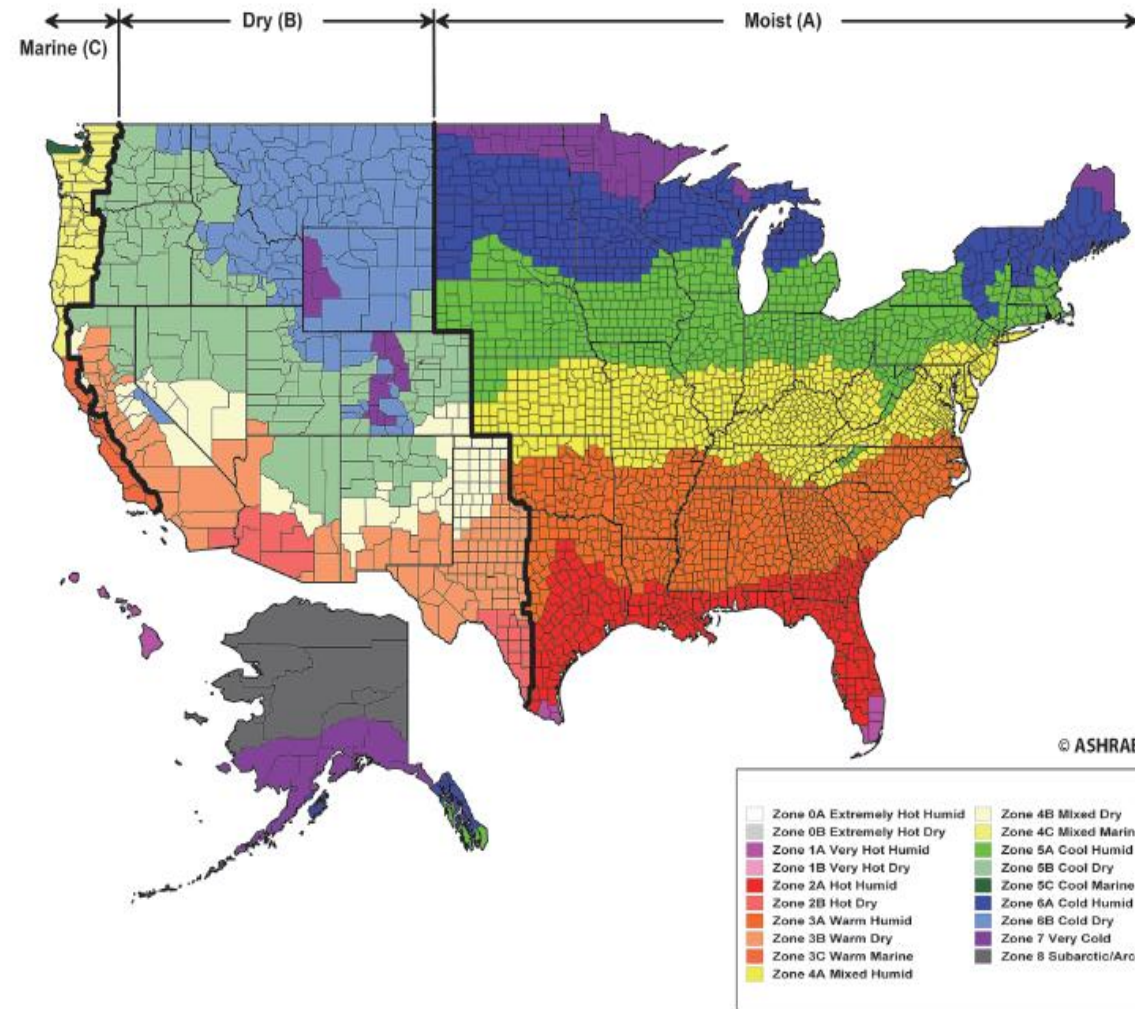 Dry (B)
Moist (A)
Marine (C)
© ASHRAE
Zone 0A Extremely Hot Humid
Zone 0B Extremely Hot Dry
Zone 1A Very Hot Humid
Zone 1B Very Hot Dry
Zone 2A Hot Humid
Zone 2B Hot Dry
Zone 3A Warm Humid
Zone 3B Warm Dry
Zone 3C Warm Marine
Zone 4A Mixed Humid
Zone 4B Mixed Dry
Zone 4C Mixed Marin
Zone 5A Cool Humid
Zone 5B Cool Dry
Zone 5C Cool Marine
Zone 6A Cold Humid
Zone 6B Cold Dry
Zone 7 Very Cold
Zone 8 Subarctic/Arc